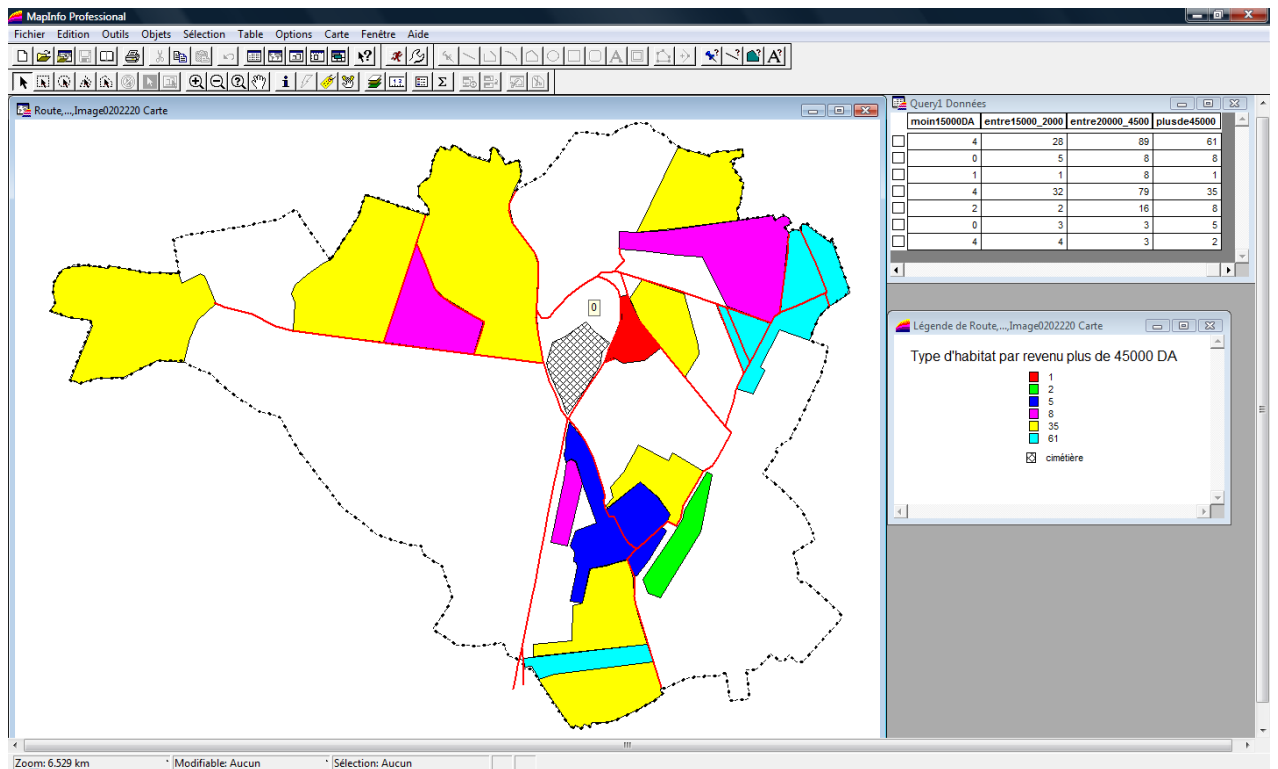 MapInfo Professional
Fichier Edition Outils Objets Sélection Table Options Carte Fenêtre Aide
Route,...,Image0202220 Carte
0
Query1 Données
moin15000DA entre15000_2000 entre20000_4500 plusde45000
4 28 89 61
0 5 8 8
1 1 8 1
4 32 79 35
2 2 16 8
0 3 3 5
4 4 3 2
Légende de Route,...,Image0202220 Carte
Type d'habitat par revenu plus de 45000 DA
1
2
5
8
35
61
cimétière
Zoom: 6.529 km Modifiable: Aucun Sélection: Aucun